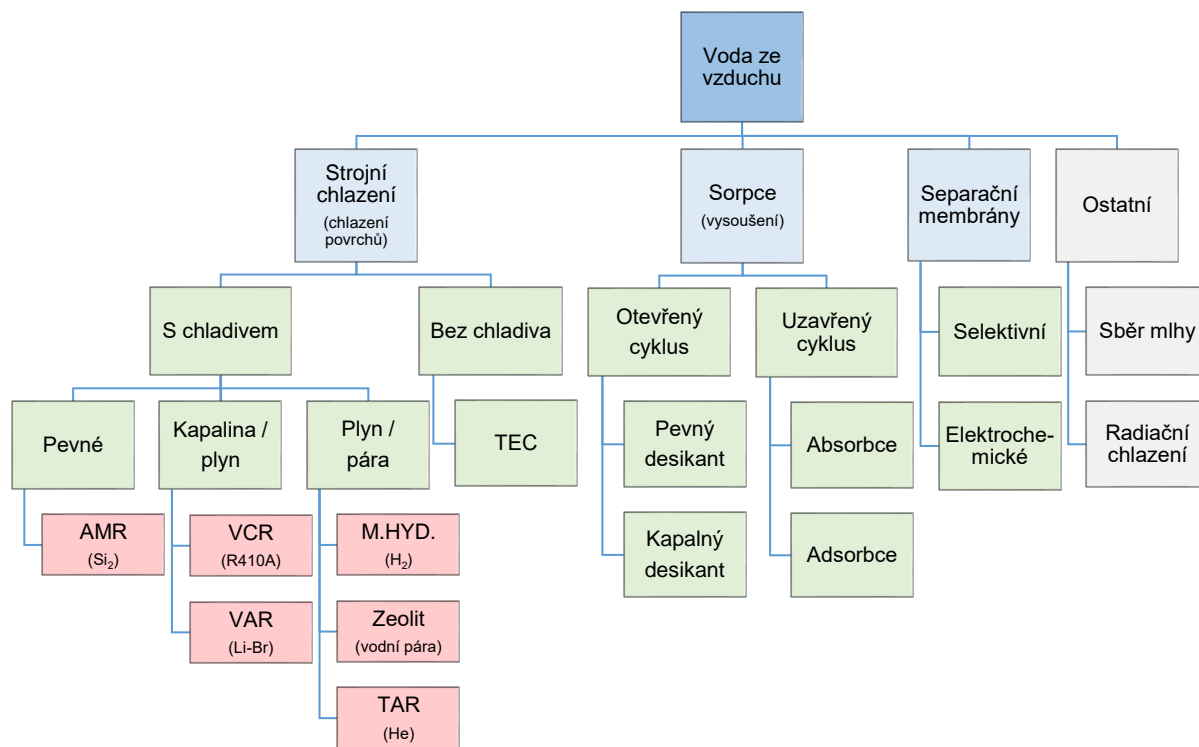 Voda ze
vzduchu
Strojní
chlazení
(chlazení
povrchů)
Sorpce
(vysoušení)
Separační
membrány
Ostatní
S chladivem
Bez chladiva
Otevřený
cyklus
Uzavřený
cyklus
Selektivní
Sběr mlhy
Pevné
Kapalina /
plyn
Plyn /
pára
TEC
Pevný
desikant
Absorbce
Elektroche-
mické
Radiační
chlazení
AMR
(Si₂)
VCR
(R410A)
M.HYD.
(H₂)
Kapalný
desikant
Adsorbce
VAR
(Li-Br)
Zeolit
(vodní pára)
TAR
(He)